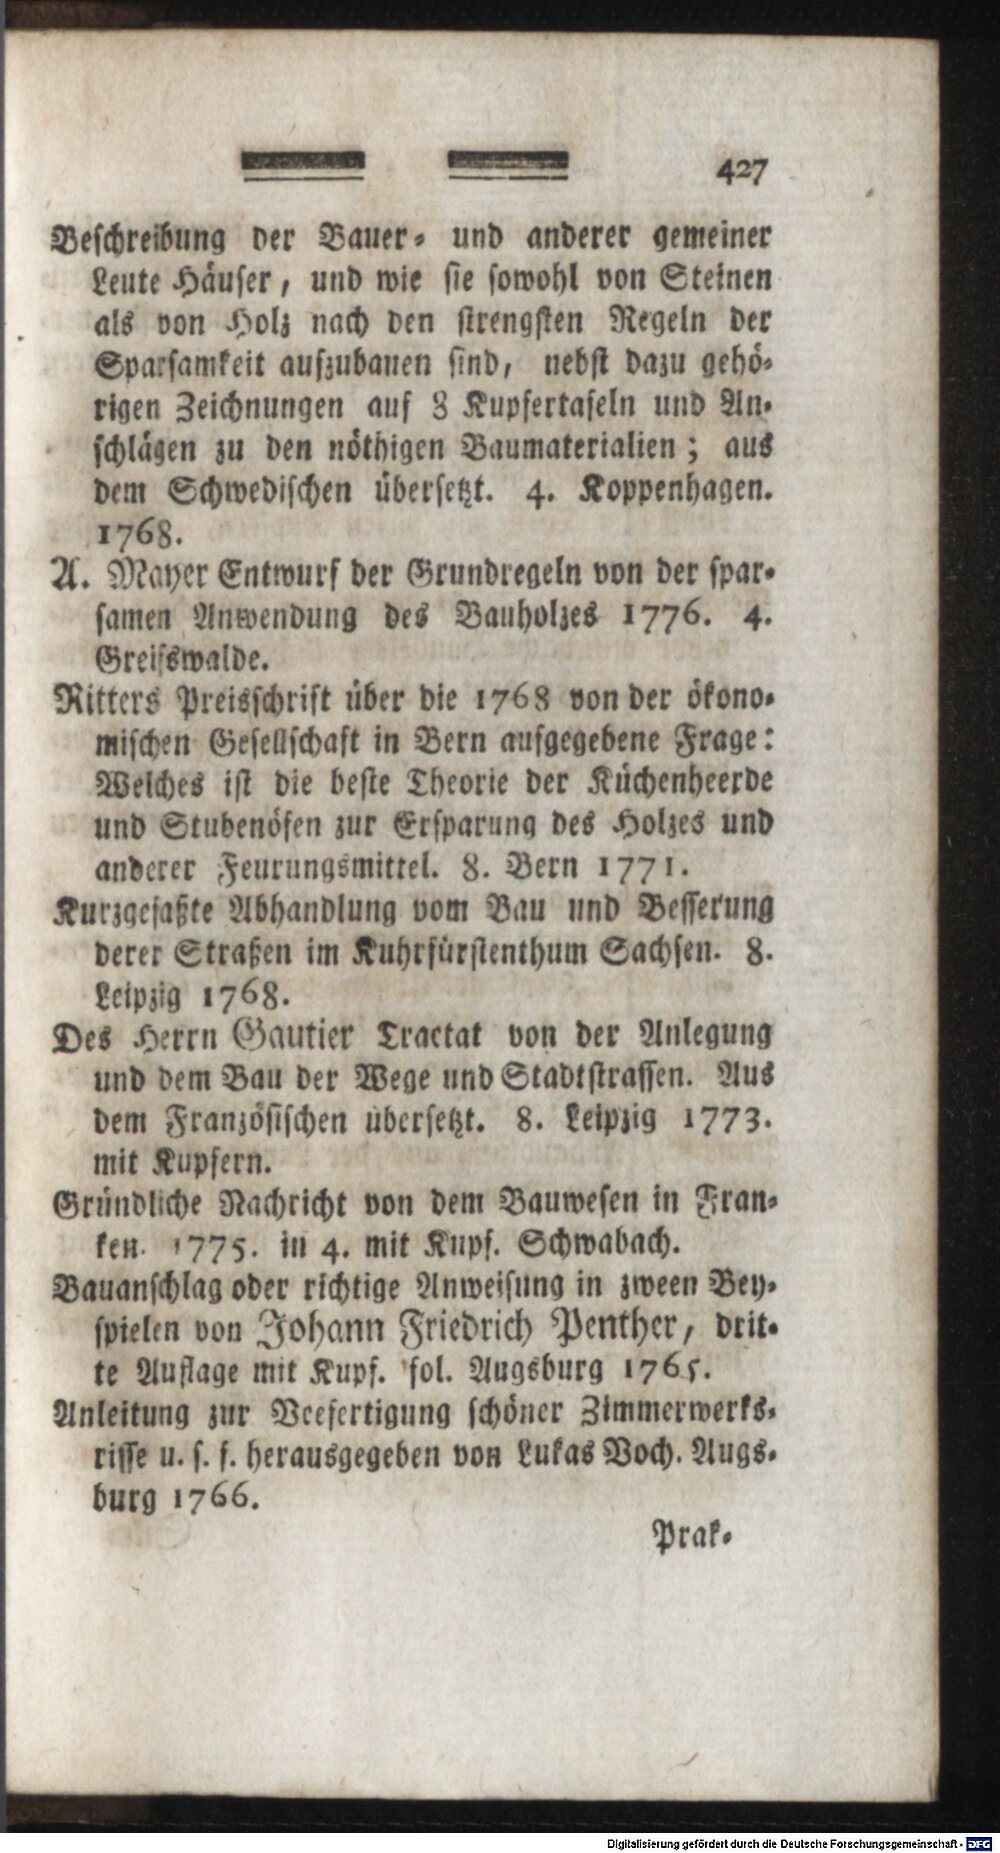 427
Beschreibung der Bauer- und anderer gemeiner
Leute Häuser, und wie sie sowohl von Steinen
als von Holz nach den strengsten Regeln der
Sparsamkeit aufzubauen sind, nebst dazu gehö-
rigen Zeichnungen auf 8 Kupfertafeln und An-
schlägen zu den nöthigen Baumaterialien; aus
dem Schwedischen übersetzt. 4. Koppenhagen.
1768.
A. Mayer Entwurf der Grundregeln von der spar-
samen Anwendung des Bauholzes 1776. 4.
Greifswalde.
Ritters Preisschrift über die 1768 von der ökono-
mischen Gesellschaft in Bern aufgegebene Frage:
Welches ist die beste Theorie der Küchenheerde
und Stubenöfen zur Ersparung des Holzes und
anderer Feurungsmittel. 8. Bern 1771.
Kurzgefaßte Abhandlung vom Bau und Besserung
derer Straßen im Kuhrfürstenthum Sachsen. 8.
Leipzig 1768.
Des Herrn Gautier Tractat von der Anlegung
und dem Bau der Wege und Stadtstrassen. Aus
dem Französischen übersetzt. 8. Leipzig 1773.
mit Kupfern.
Gründliche Nachricht von dem Bauwesen in Fran-
ken. 1775. in 4. mit Kupf. Schwabach.
Bauanschlag oder richtige Anweisung in zween Bey-
spielen von Johann Friedrich Penther, drit-
te Auflage mit Kupf. fol. Augsburg 1765.
Anleitung zur Veefertigung schöner Zimmerwerks-
risse u. s. f. herausgegeben von Lukas Voch. Augs-
burg 1766.
Prak-
Digitalisierung gefördert durch die Deutsche Forschungsgemeinschaft - DFG